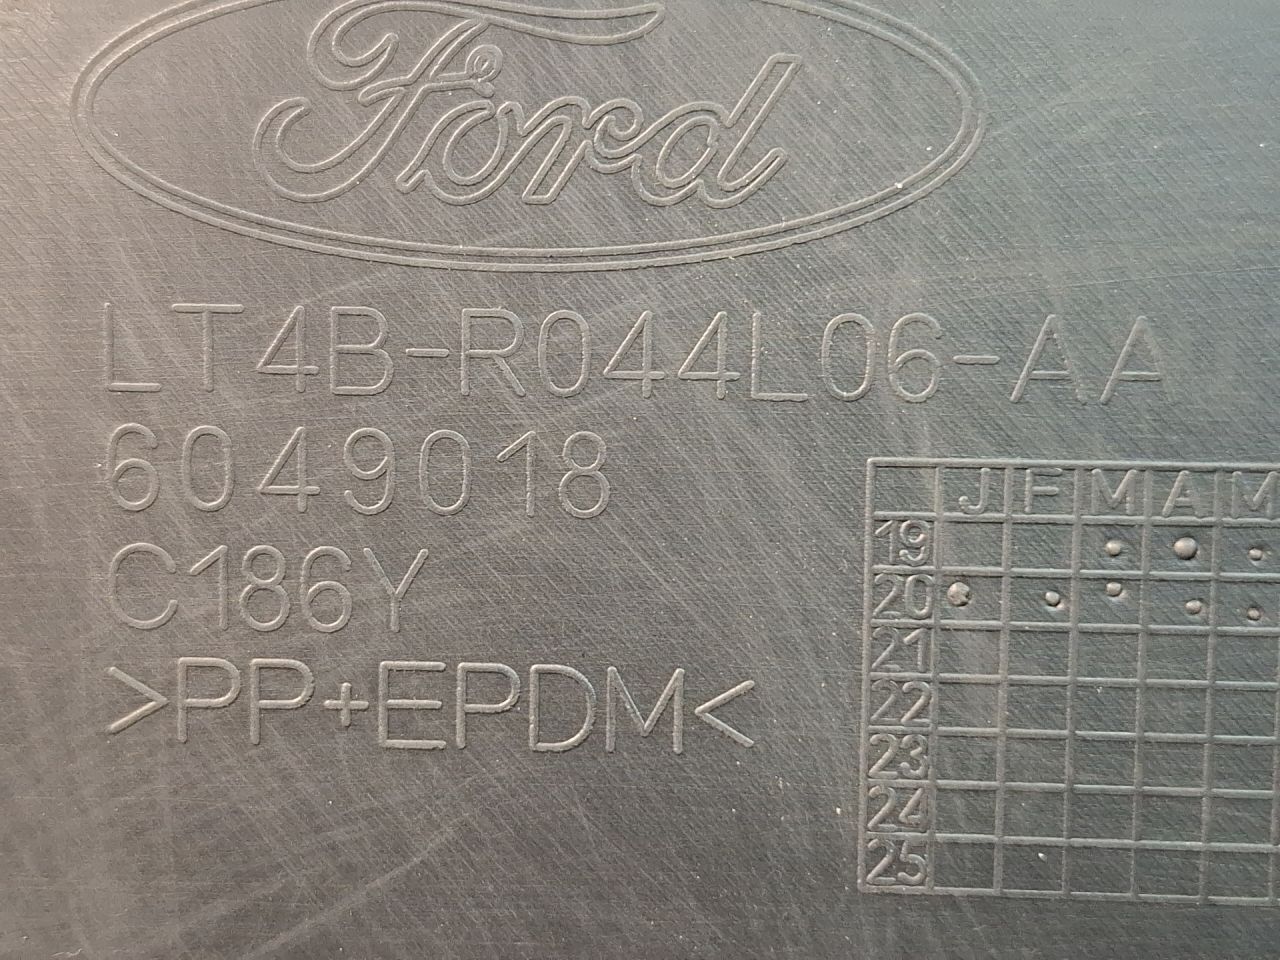 Ford
LT4B-R044L06-AA
6049018
C186Y
>PP+EPDM<
J F M A M
19
20
21
22
23
24
25